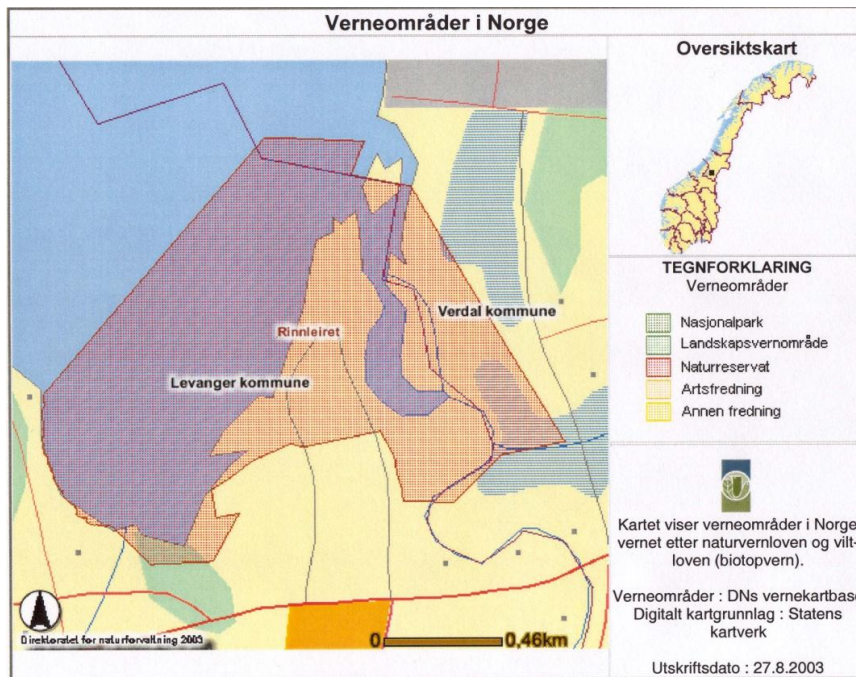 Verneområder i Norge
Oversiktskart
Verdal kommune
Rinnleiret
Levanger kommune
TEGNFORKLARING
Verneområder
Nasjonalpark
Landskapsvernområde
Naturreservat
Artsfredning
Annen fredning
Kartet viser verneområder i Norge
vernet etter naturvernloven og vilt-
loven (biotopvern).
Verneområder : DNs vernekartbase
Digitalt kartgrunnlag : Statens
kartverk
Utskriftsdato : 27.8.2003
Direktoratet for naturforvaltning 2003
0 0,46km